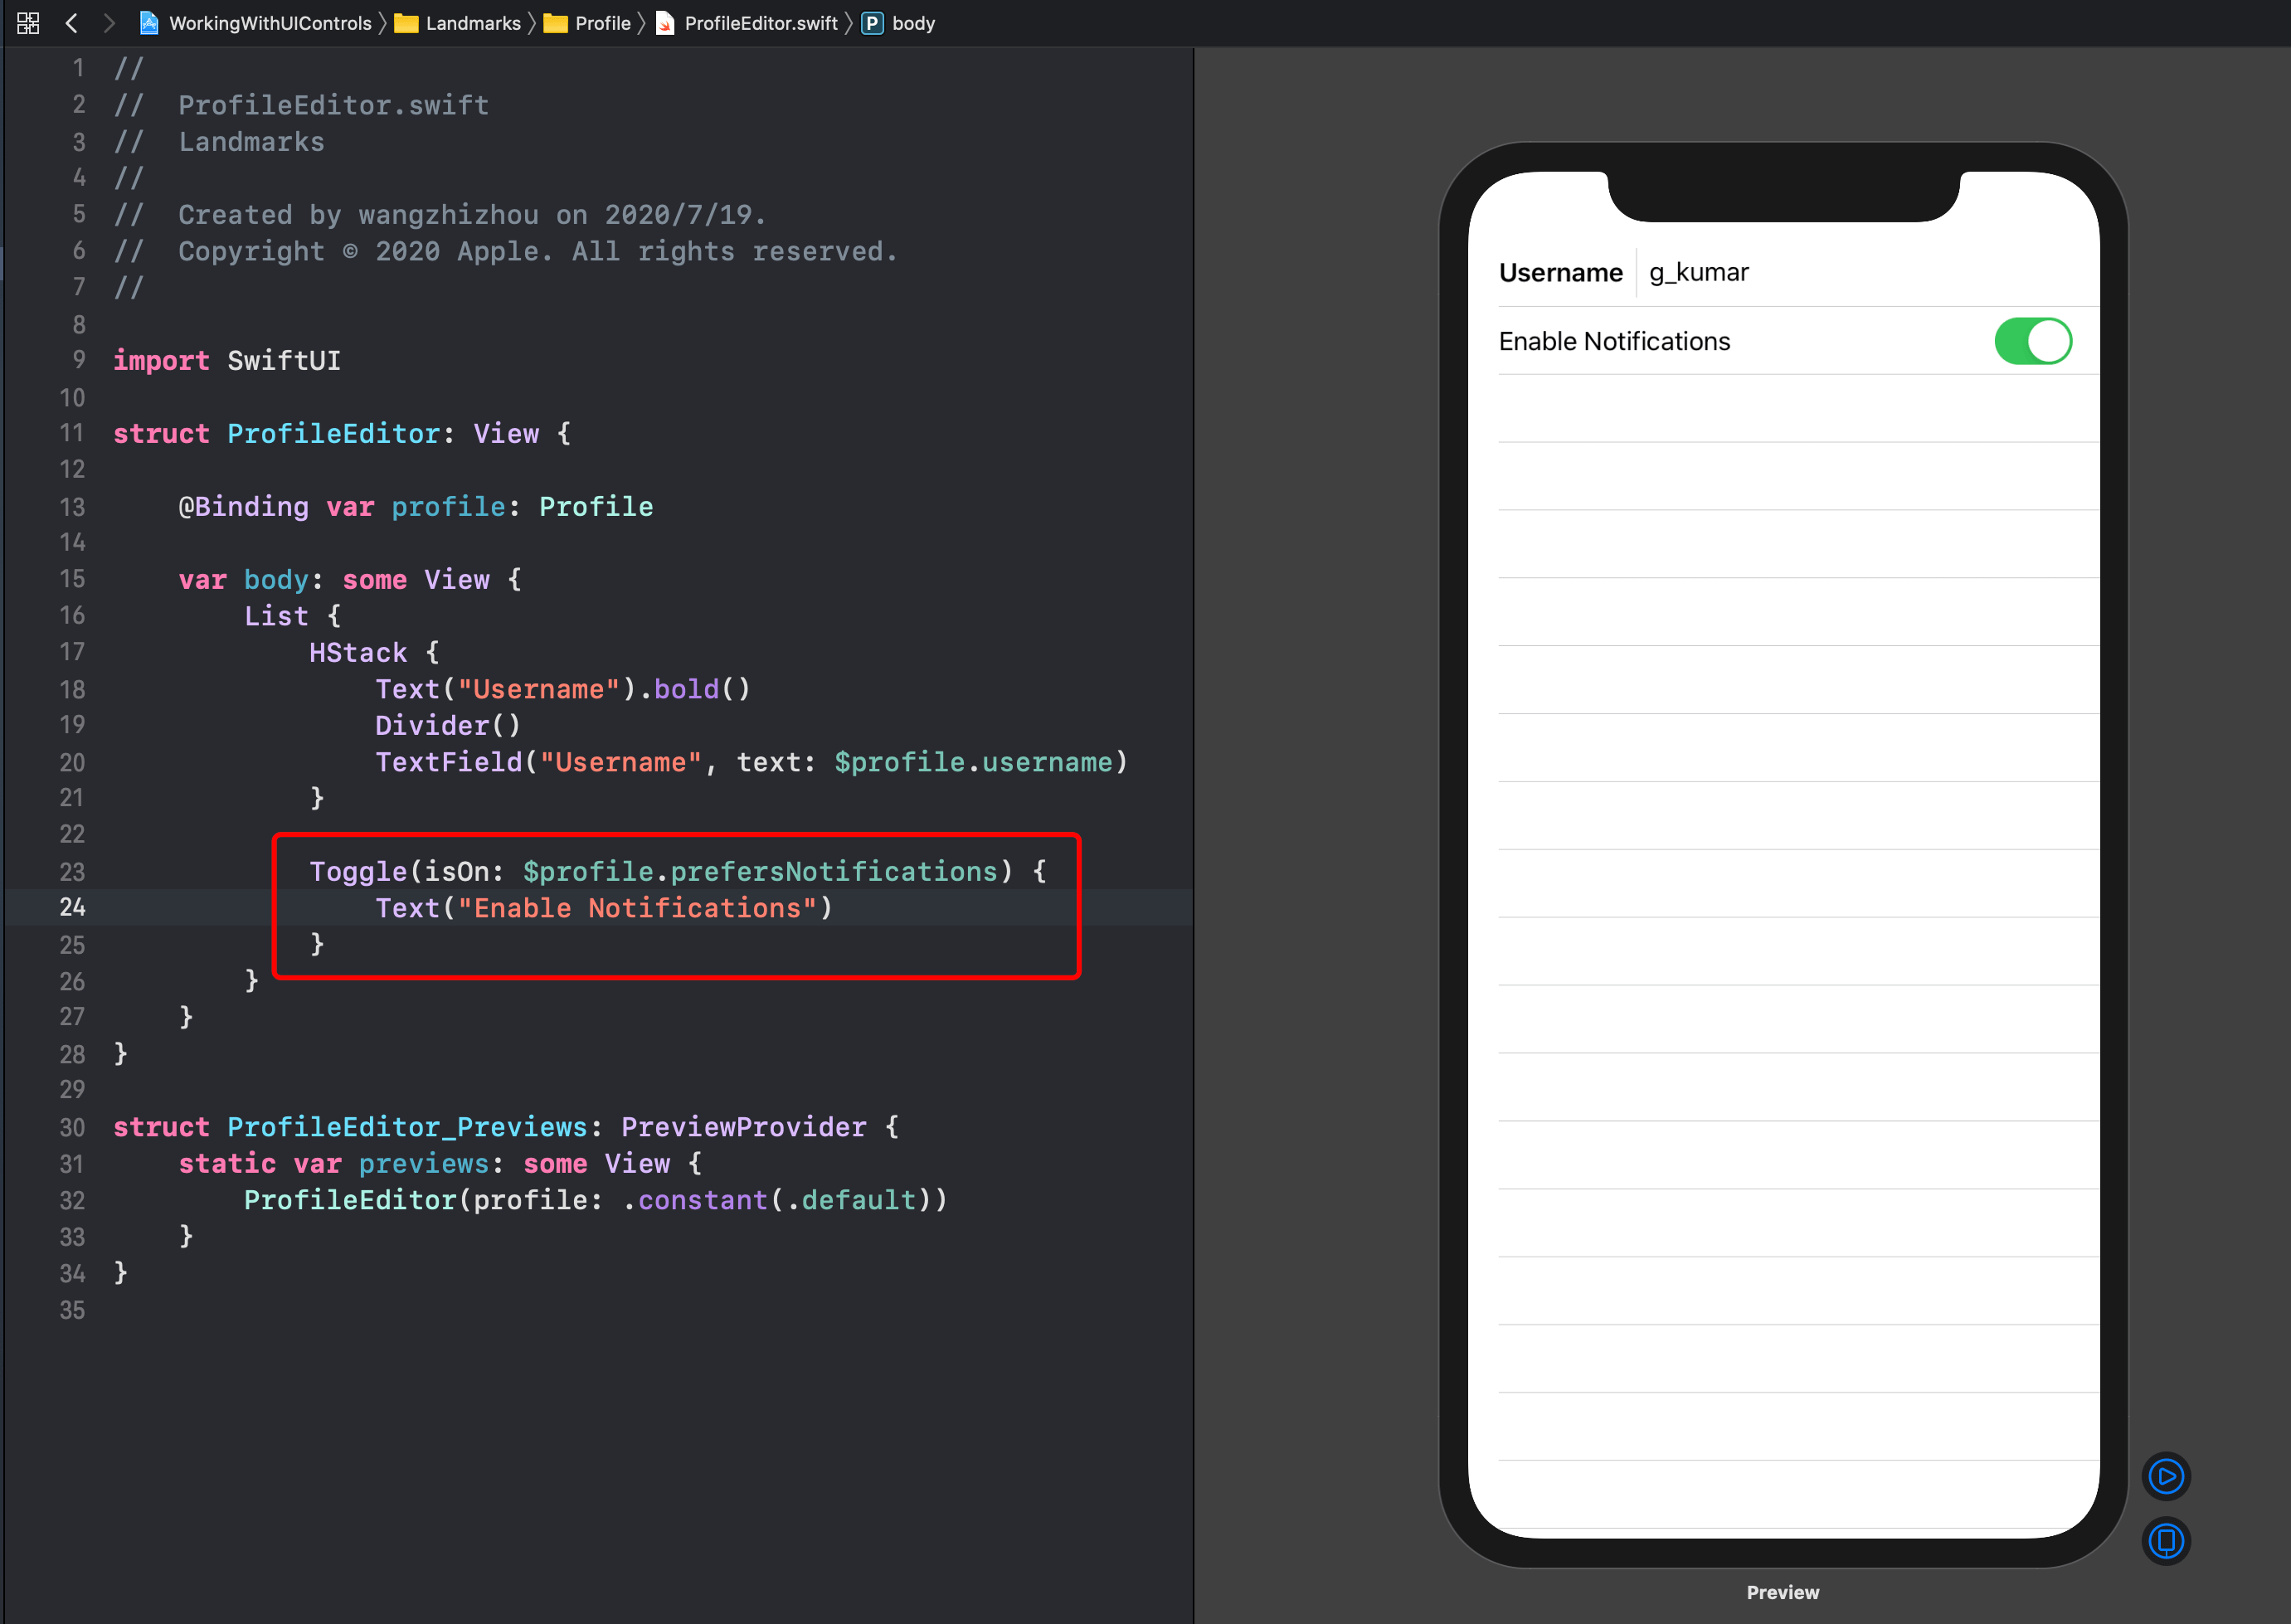 WorkingWithUIControls 〉 Landmarks 〉 Profile 〉 ProfileEditor.swift 〉 P body
1 //
2 //  ProfileEditor.swift
3 //  Landmarks
4 //
5 //  Created by wangzhizhou on 2020/7/19.
6 //  Copyright © 2020 Apple. All rights reserved.
7 //
8
9 import SwiftUI
10
11 struct ProfileEditor: View {
12
13     @Binding var profile: Profile
14
15     var body: some View {
16         List {
17             HStack {
18                 Text("Username").bold()
19                 Divider()
20                 TextField("Username", text: $profile.username)
21             }
22
23             Toggle(isOn: $profile.prefersNotifications) {
24                 Text("Enable Notifications")
25             }
26         }
27     }
28 }
29
30 struct ProfileEditor_Previews: PreviewProvider {
31     static var previews: some View {
32         ProfileEditor(profile: .constant(.default))
33     }
34 }
35
Username g_kumar
Enable Notifications
Preview